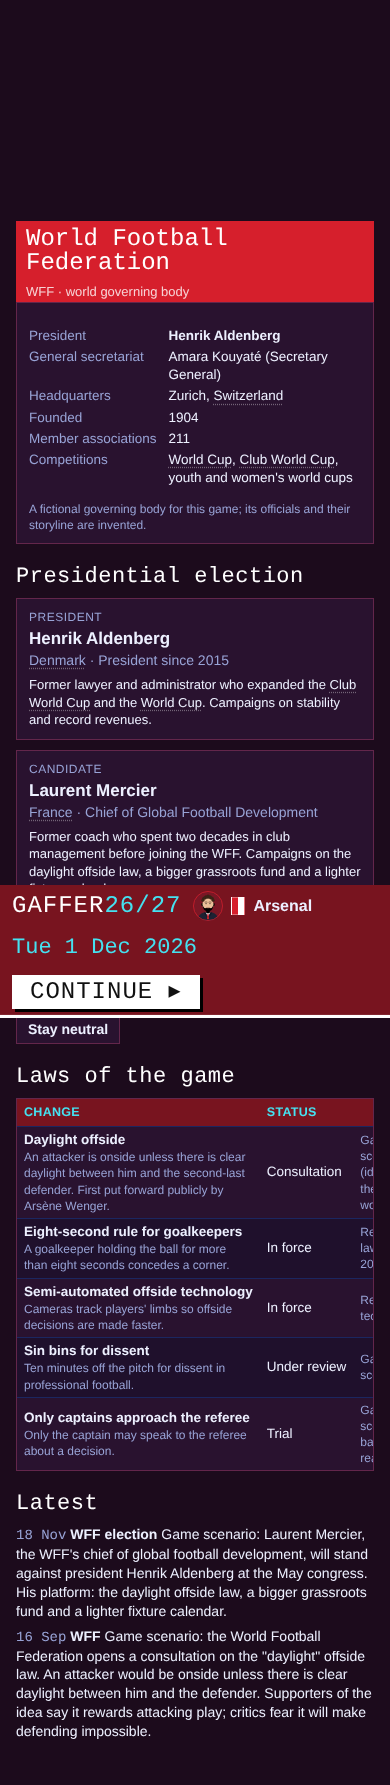 World Football
Federation
WFF · world governing body
President Henrik Aldenberg
General secretariat Amara Kouyaté (Secretary
General)
Headquarters Zurich, Switzerland
Founded 1904
Member associations 211
Competitions World Cup, Club World Cup,
youth and women's world cups
A fictional governing body for this game; its officials and their
storyline are invented.
Presidential election
PRESIDENT
Henrik Aldenberg
Denmark · President since 2015
Former lawyer and administrator who expanded the Club
World Cup and the World Cup. Campaigns on stability
and record revenues.
CANDIDATE
Laurent Mercier
France · Chief of Global Football Development
Former coach who spent two decades in club
management before joining the WFF. Campaigns on the
daylight offside law, a bigger grassroots fund and a lighter
GAFFER26/27 Arsenal
Tue 1 Dec 2026
CONTINUE ►
Stay neutral
Laws of the game
CHANGE STATUS
Daylight offside
An attacker is onside unless there is clear
daylight between him and the second-last
defender. First put forward publicly by
Arsène Wenger.
Consultation
Eight-second rule for goalkeepers
A goalkeeper holding the ball for more
than eight seconds concedes a corner.
In force
Semi-automated offside technology
Cameras track players' limbs so offside
decisions are made faster.
In force
Sin bins for dissent
Ten minutes off the pitch for dissent in
professional football.
Under review
Only captains approach the referee
Only the captain may speak to the referee
about a decision.
Trial
Latest
18 Nov WFF election Game scenario: Laurent Mercier,
the WFF's chief of global football development, will stand
against president Henrik Aldenberg at the May congress.
His platform: the daylight offside law, a bigger grassroots
fund and a lighter fixture calendar.
16 Sep WFF Game scenario: the World Football
Federation opens a consultation on the "daylight" offside
law. An attacker would be onside unless there is clear
daylight between him and the defender. Supporters of the
idea say it rewards attacking play; critics fear it will make
defending impossible.